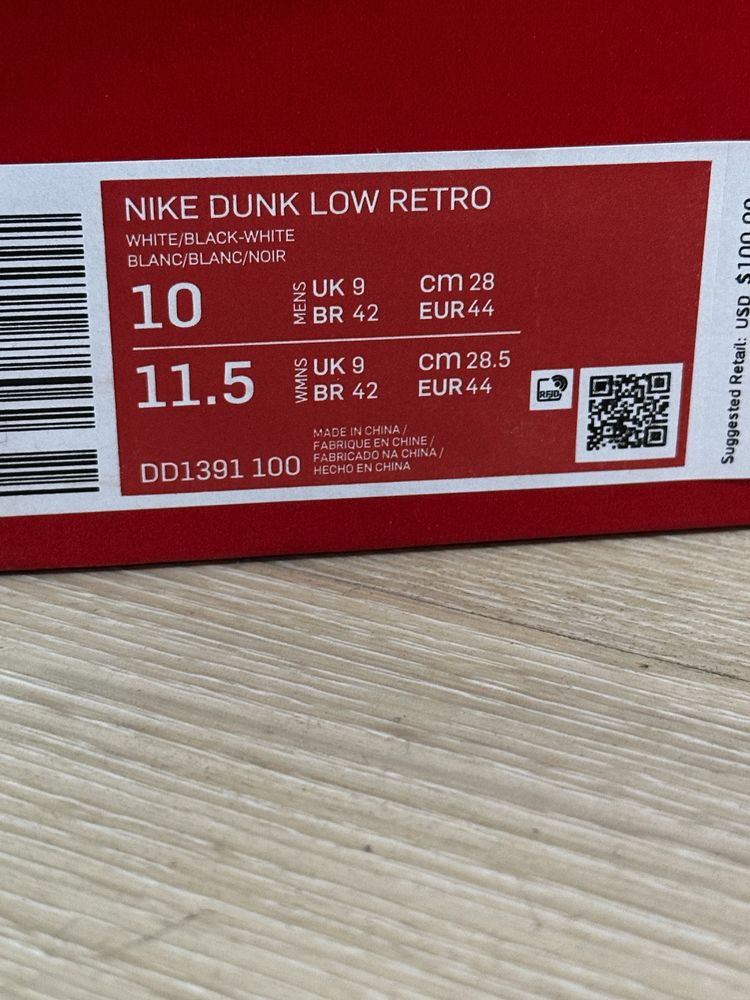 NIKE DUNK LOW RETRO
WHITE/BLACK-WHITE
BLANC/BLANC/NOIR
10 MENS UK 9 cm 28
BR 42 EUR 44
11.5 WMNS UK 9 cm 28.5
BR 42 EUR 44
RFID
DD1391 100
MADE IN CHINA /
FABRIQUE EN CHINE /
FABRICADO NA CHINA /
HECHO EN CHINA
Suggested Retail: USD $100.00